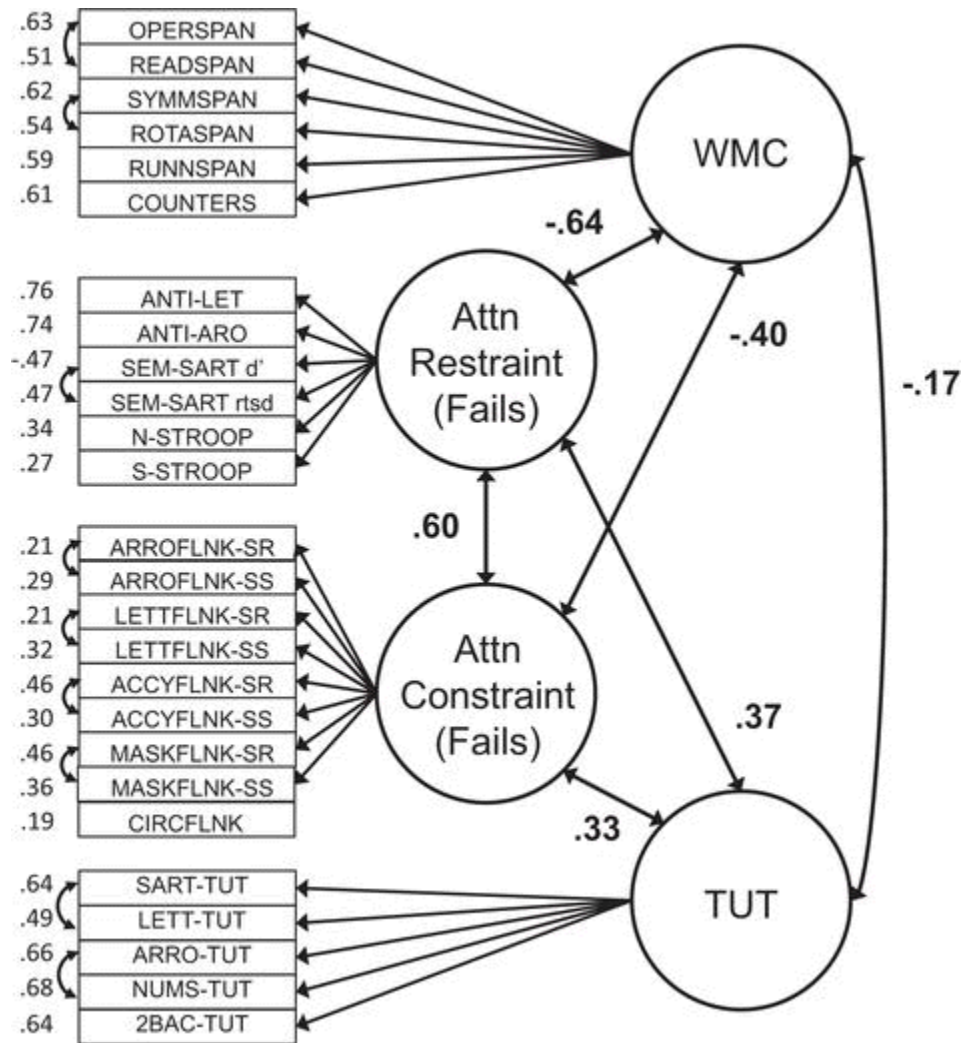 .63 OPERSPAN
.51 READSPAN
.62 SYMMSPAN
.54 ROTASPAN
.59 RUNNSPAN
.61 COUNTERS
WMC
-.64
-.40
-.17
.76 ANTI-LET
.74 ANTI-ARO
-.47 SEM-SART d'
.47 SEM-SART rtsd
.34 N-STROOP
.27 S-STROOP
Attn
Restraint
(Fails)
.60
.21 ARROFLNK-SR
.29 ARROFLNK-SS
.21 LETTFLNK-SR
.32 LETTFLNK-SS
.46 ACCYFLNK-SR
.30 ACCYFLNK-SS
.46 MASKFLNK-SR
.36 MASKFLNK-SS
.19 CIRCFLNK
Attn
Constraint
(Fails)
.37
.33
.64 SART-TUT
.49 LETT-TUT
.66 ARRO-TUT
.68 NUMS-TUT
.64 2BAC-TUT
TUT